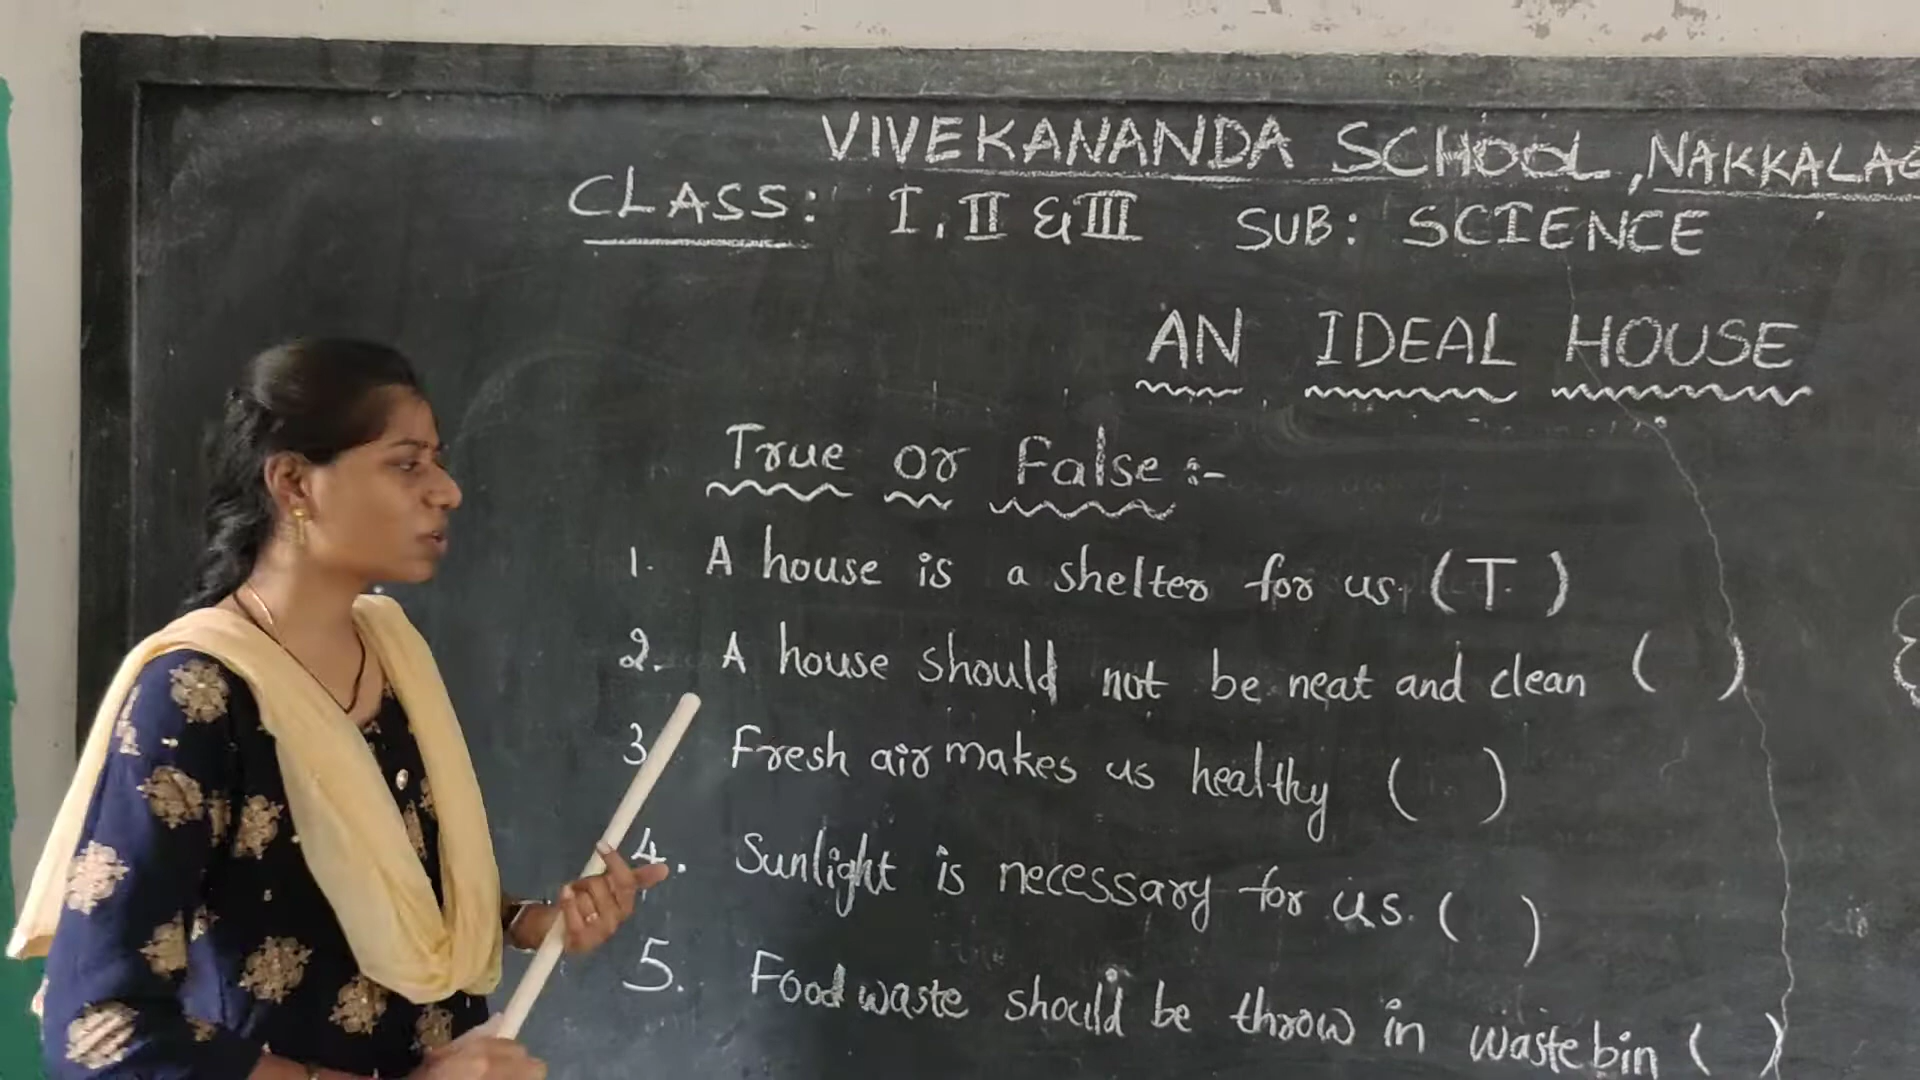 VIVEKANANDA SCHOOL, NAKKALAG
CLASS: I, II & III SUB: SCIENCE
AN IDEAL HOUSE
True or False :-
1. A house is a shelter for us. (T.)
2. A house should not be neat and clean ( )
3. Fresh air makes us healthy ( )
4. Sunlight is necessary for us. ( )
5. Food waste should be throw in waste bin ( )